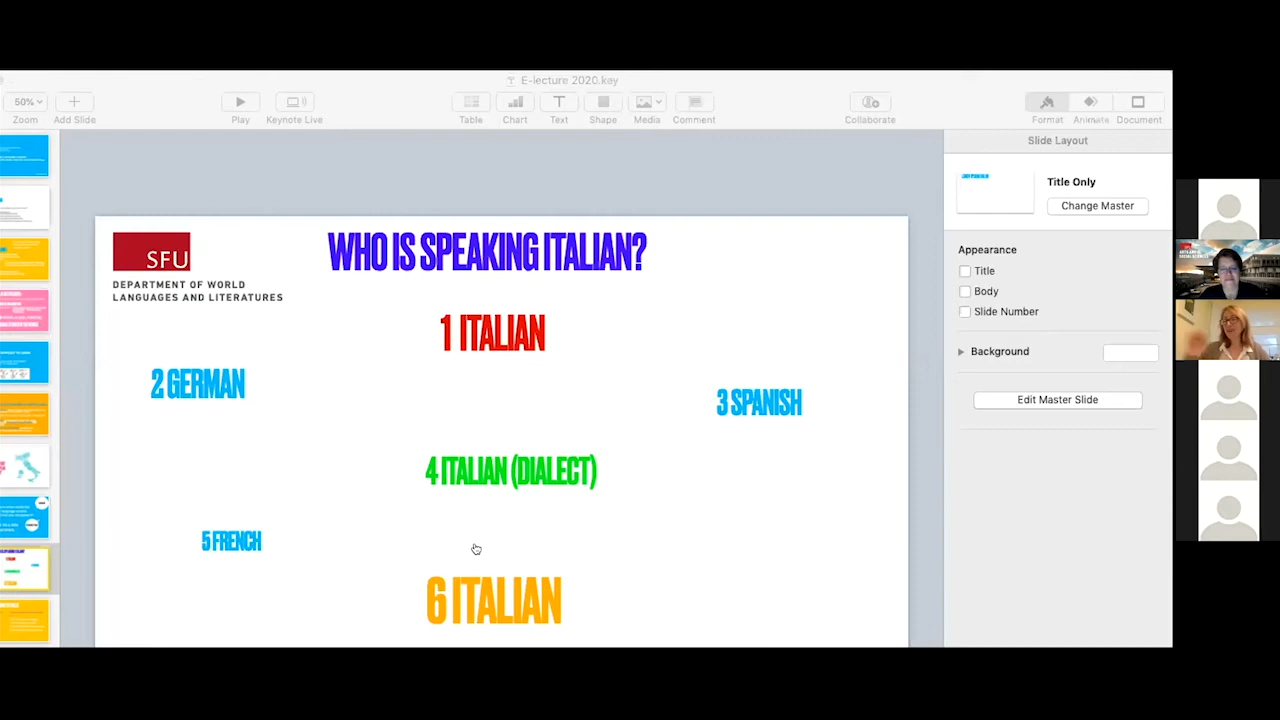 E-lecture 2020.key
50%
Zoom
Add Slide
Play
Keynote Live
Table
Chart
Text
Shape
Media
Comment
Collaborate
Format
Animate
Document
Slide Layout
Title Only
Change Master
Appearance
Title
Body
Slide Number
Background
Edit Master Slide
SFU
DEPARTMENT OF WORLD
LANGUAGES AND LITERATURES
WHO IS SPEAKING ITALIAN?
1 ITALIAN
2 GERMAN
3 SPANISH
4 ITALIAN (DIALECT)
5 FRENCH
6 ITALIAN